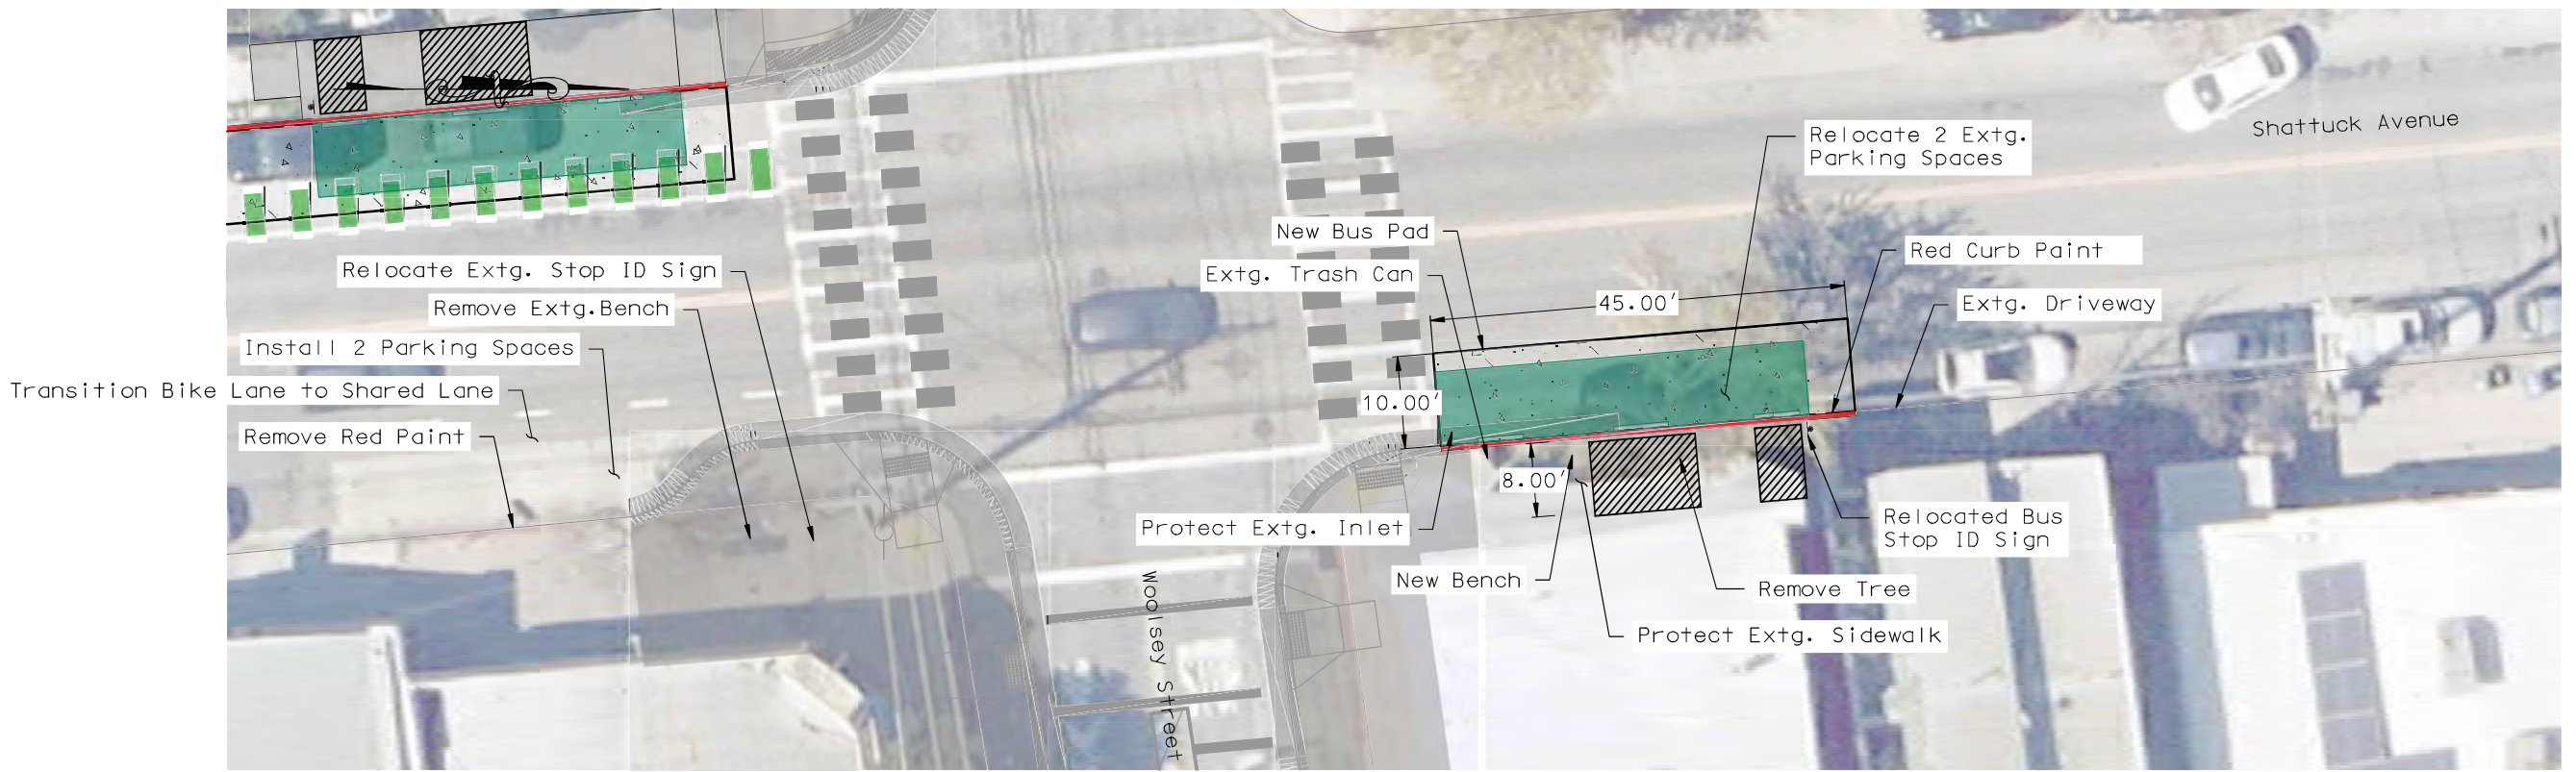 Shattuck Avenue
Relocate 2 Extg.
Parking Spaces
New Bus Pad
Red Curb Paint
Relocate Extg. Stop ID Sign
Extg. Trash Can
45.00'
Extg. Driveway
Remove Extg.Bench
Install 2 Parking Spaces
Transition Bike Lane to Shared Lane
10.00'
Remove Red Paint
8.00'
Protect Extg. Inlet
Relocated Bus
Stop ID Sign
New Bench
Remove Tree
Protect Extg. Sidewalk
Woolsey Street